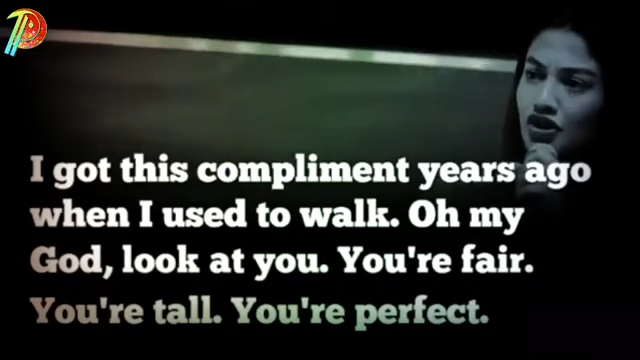 I got this compliment years ago
when I used to walk. Oh my
God, look at you. You're fair.
You're tall. You're perfect.